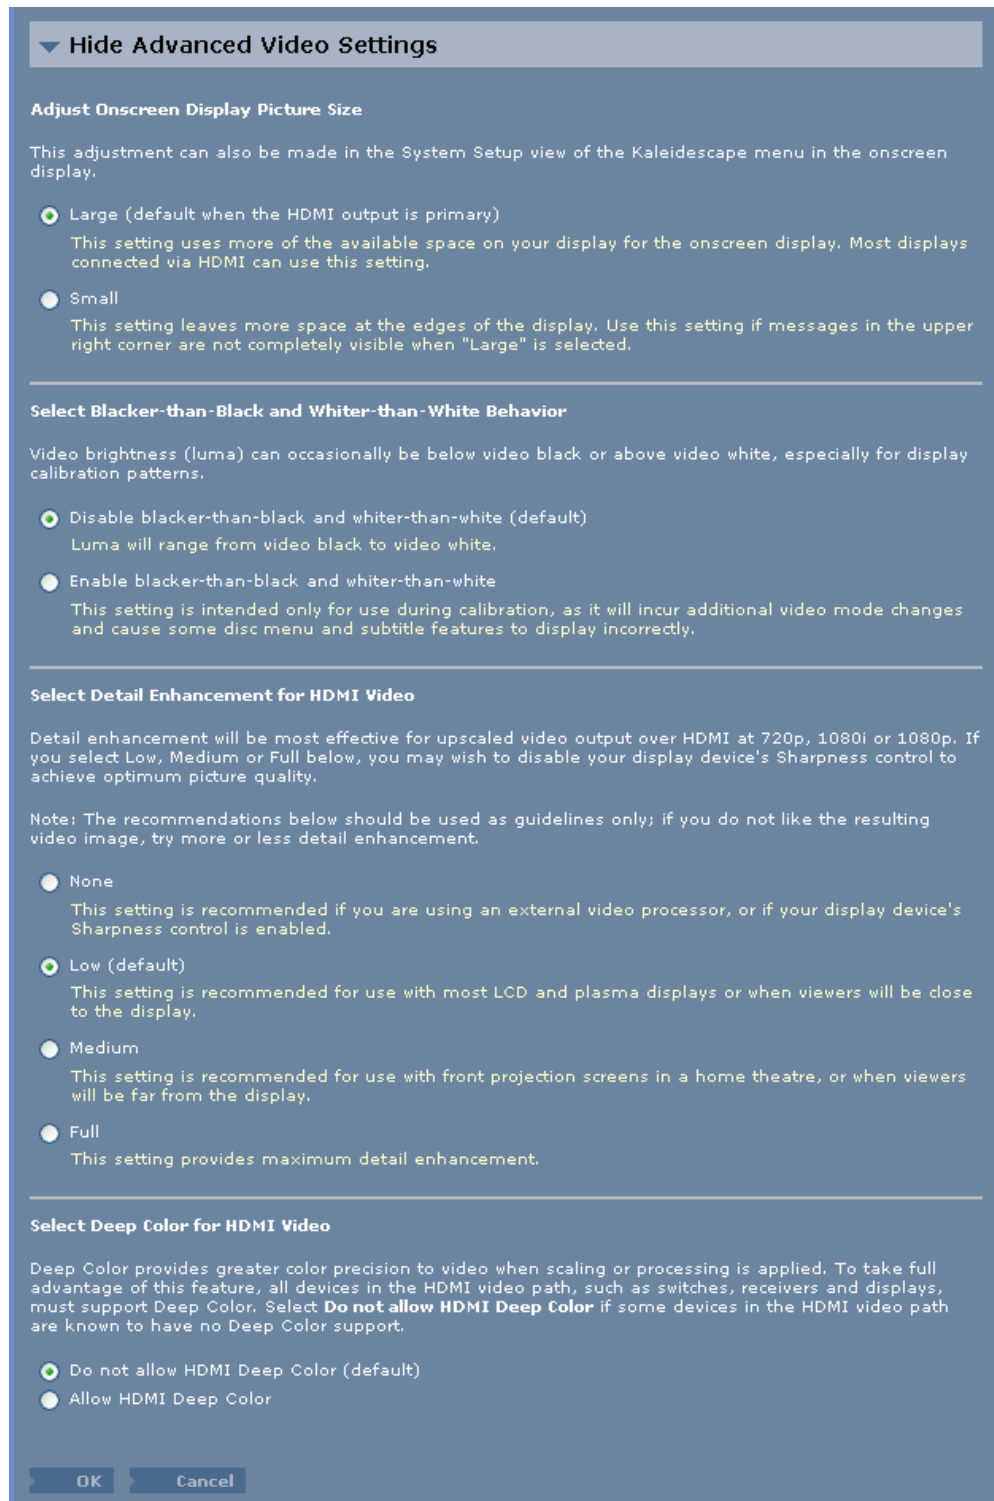 Hide Advanced Video Settings
Adjust Onscreen Display Picture Size
This adjustment can also be made in the System Setup view of the Kaleidescape menu in the onscreen
display.
Large (default when the HDMI output is primary)
This setting uses more of the available space on your display for the onscreen display. Most displays
connected via HDMI can use this setting.
Small
This setting leaves more space at the edges of the display. Use this setting if messages in the upper
right corner are not completely visible when "Large" is selected.
Select Blacker-than-Black and Whiter-than-White Behavior
Video brightness (luma) can occasionally be below video black or above video white, especially for display
calibration patterns.
Disable blacker-than-black and whiter-than-white (default)
Luma will range from video black to video white.
Enable blacker-than-black and whiter-than-white
This setting is intended only for use during calibration, as it will incur additional video mode changes
and cause some disc menu and subtitle features to display incorrectly.
Select Detail Enhancement for HDMI Video
Detail enhancement will be most effective for upscaled video output over HDMI at 720p, 1080i or 1080p. If
you select Low, Medium or Full below, you may wish to disable your display device's Sharpness control to
achieve optimum picture quality.
Note: The recommendations below should be used as guidelines only; if you do not like the resulting
video image, try more or less detail enhancement.
None
This setting is recommended if you are using an external video processor, or if your display device's
Sharpness control is enabled.
Low (default)
This setting is recommended for use with most LCD and plasma displays or when viewers will be close
to the display.
Medium
This setting is recommended for use with front projection screens in a home theatre, or when viewers
will be far from the display.
Full
This setting provides maximum detail enhancement.
Select Deep Color for HDMI Video
Deep Color provides greater color precision to video when scaling or processing is applied. To take full
advantage of this feature, all devices in the HDMI video path, such as switches, receivers and displays,
must support Deep Color. Select Do not allow HDMI Deep Color if some devices in the HDMI video path
are known to have no Deep Color support.
Do not allow HDMI Deep Color (default)
Allow HDMI Deep Color
OK Cancel